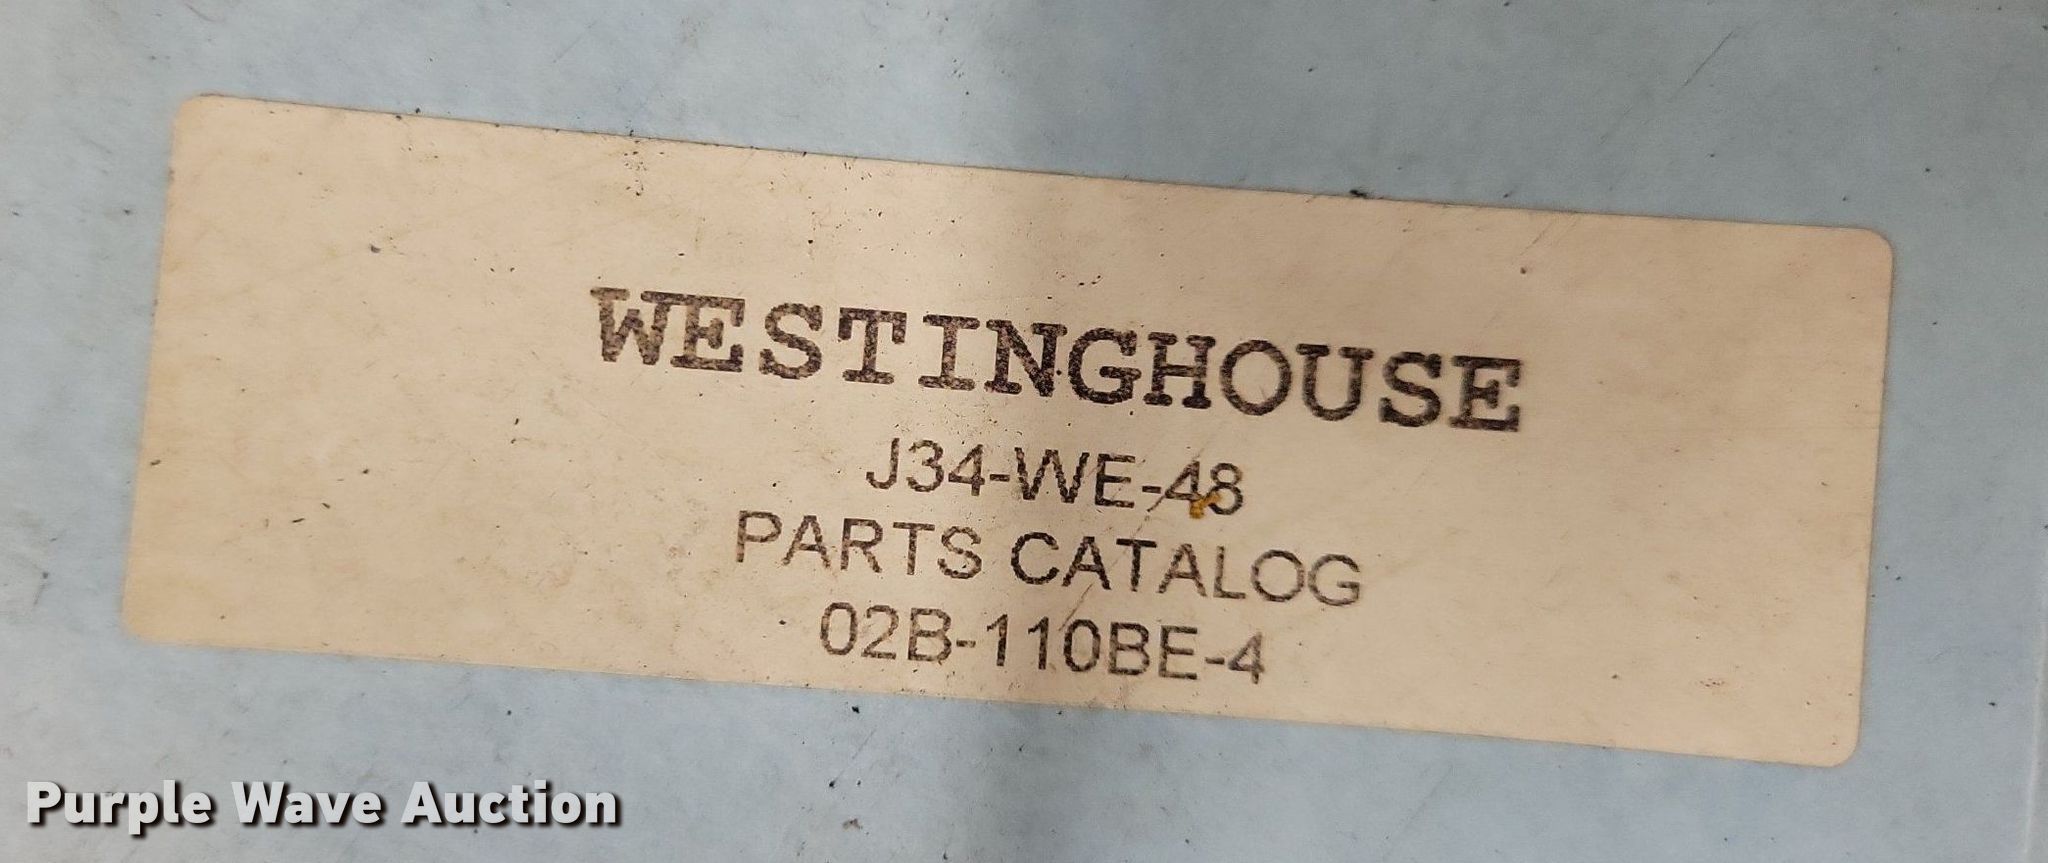 WESTINGHOUSE
J34-WE-48
PARTS CATALOG
02B-110BE-4
Purple Wave Auction